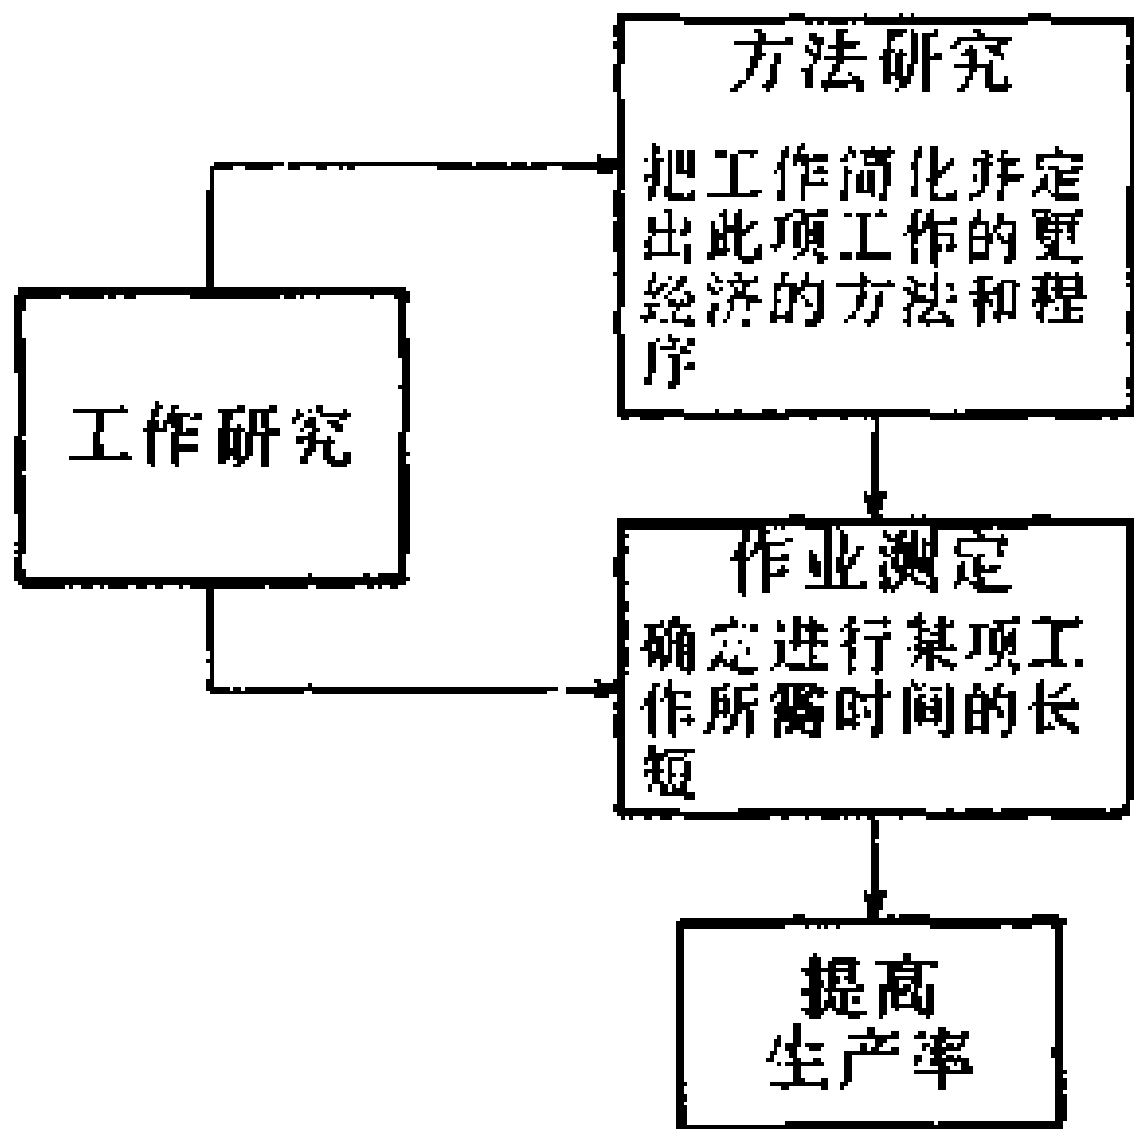 方法研究
把工作简化并定
出此项工作的更
经济的方法和程
序
工作研究
作业测定
确定进行某项工
作所需时间的长
短
提高
生产率